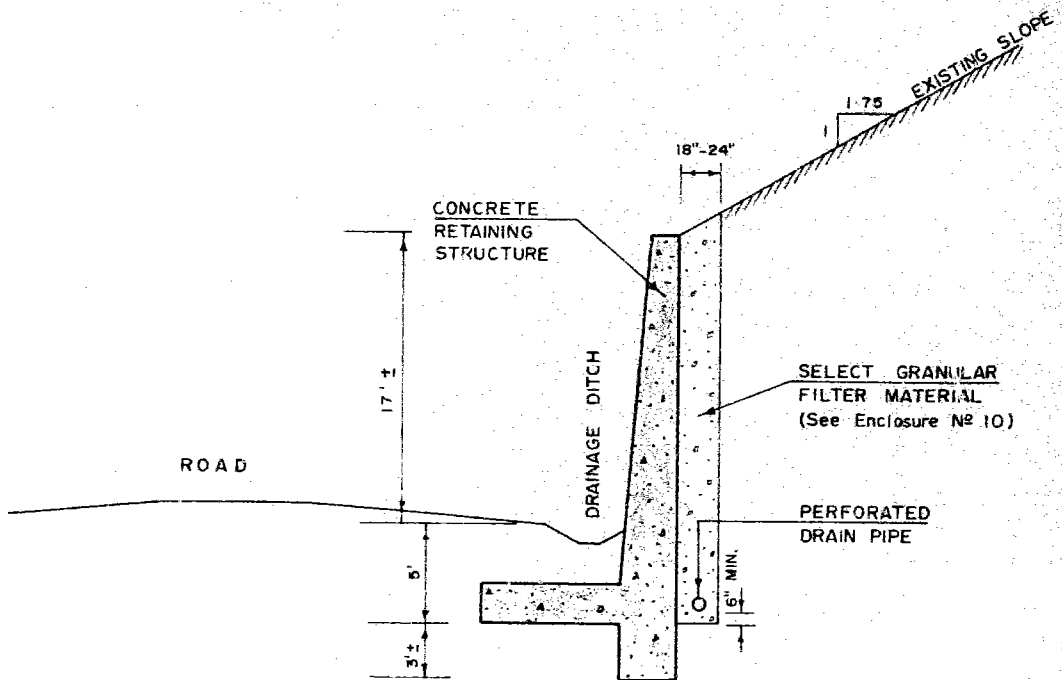 EXISTING SLOPE
1·75
1
18"-24"
CONCRETE
RETAINING
STRUCTURE
17' ±
DRAINAGE DITCH
SELECT GRANULAR
FILTER MATERIAL
(See Enclosure Nº 10)
ROAD
PERFORATED
DRAIN PIPE
5'
6" MIN.
3' ±